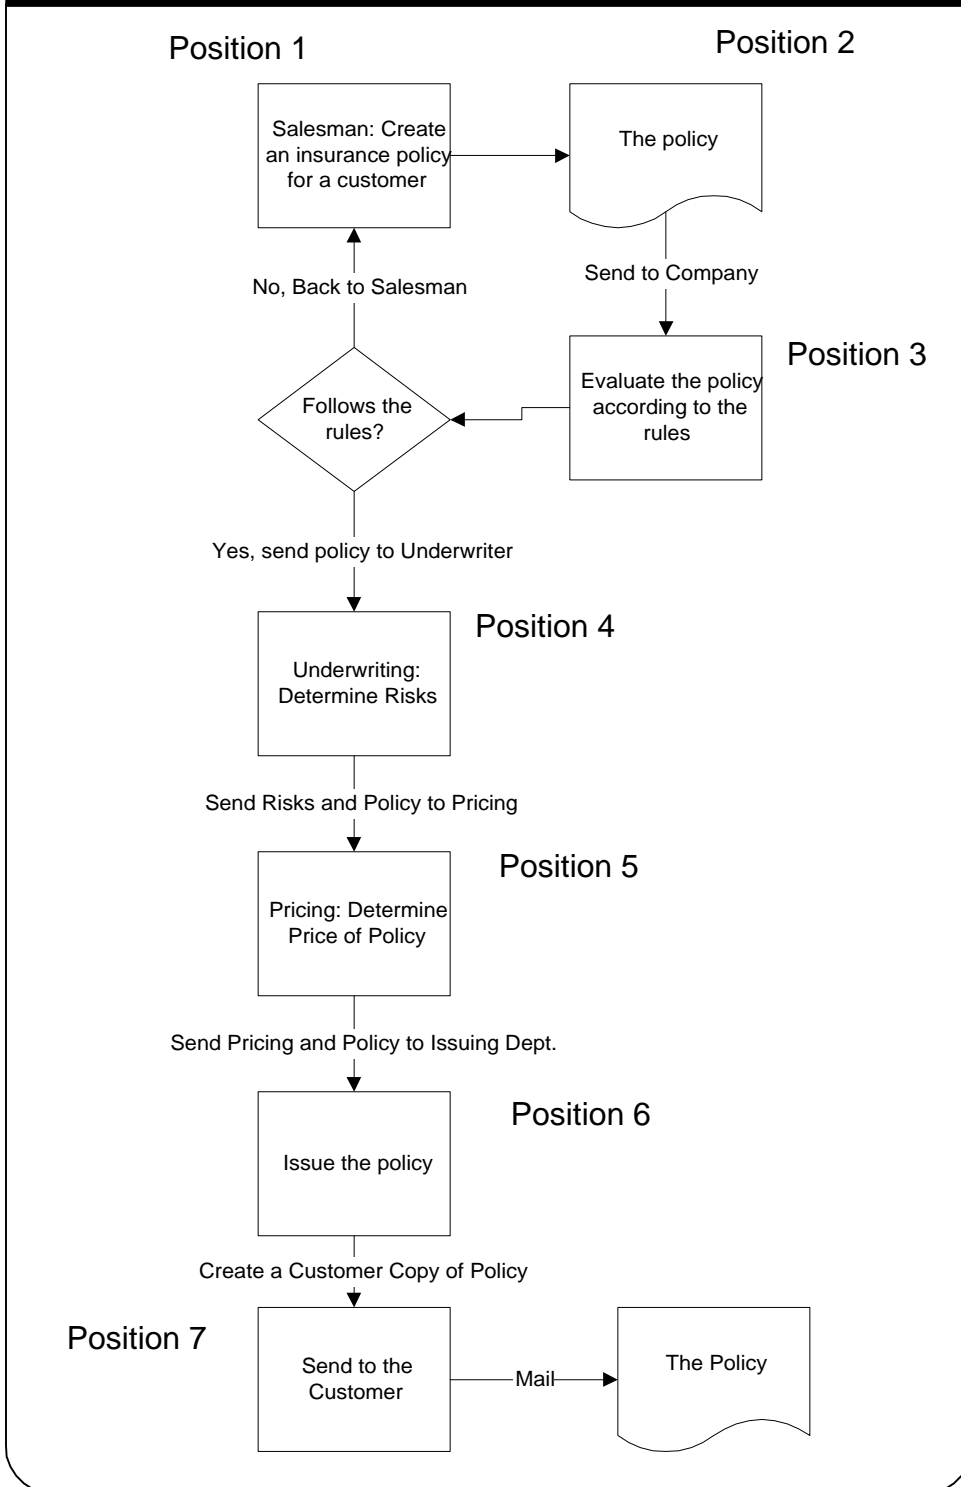 Position 1
Position 2
Salesman: Create
an insurance policy
for a customer
The policy
Send to Company
No, Back to Salesman
Position 3
Evaluate the policy
according to the
rules
Follows the
rules?
Yes, send policy to Underwriter
Position 4
Underwriting:
Determine Risks
Send Risks and Policy to Pricing
Position 5
Pricing: Determine
Price of Policy
Send Pricing and Policy to Issuing Dept.
Position 6
Issue the policy
Create a Customer Copy of Policy
Position 7
Send to the
Customer
Mail
The Policy